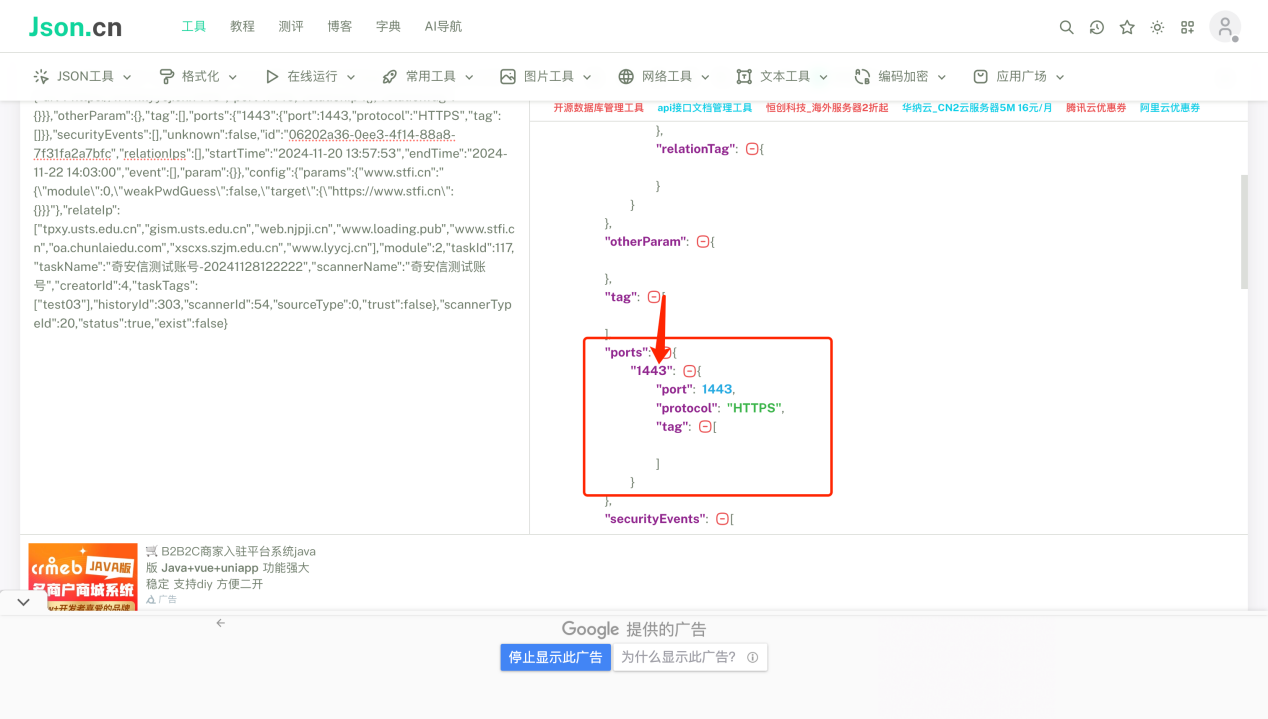 Json.cn
工具 教程 测评 博客 字典 AI导航
JSON工具 格式化 在线运行 常用工具 图片工具 网络工具 文本工具 编码加密 应用广场
{}}},"otherParam":{},"tag":[],"ports":{"1443":{"port":1443,"protocol":"HTTPS","tag":
[]}},"securityEvents":[],"unknown":false,"id":"06202a36-0ee3-4f14-88a8-
7f31fa2a7bfc","relationIps":[],"startTime":"2024-11-20 13:57:53","endTime":"2024-
11-22 14:03:00","event":[],"param":{}},"config":{"params":{"www.stfi.cn":"
{\"module\":0,\"weakPwdGuess\":false,\"target\":{\"https://www.stfi.cn\":
{}}}"},"relateIp":
["tpxy.usts.edu.cn","gism.usts.edu.cn","web.njpji.cn","www.loading.pub","www.stfi.c
n","oa.chunlaiedu.com","xscxs.szjm.edu.cn","www.lyycj.cn"],"module":2,"taskId":117,
"taskName":"奇安信测试账号-20241128122222","scannerName":"奇安信测试账
号","creatorId":4,"taskTags":
["test03"],"historyId":303,"scannerId":54,"sourceType":0,"trust":false},"scannerTyp
eId":20,"status":true,"exist":false}
开源数据库管理工具 api接口文档管理工具 恒创科技_海外服务器2折起 华纳云_CN2云服务器5M 16元/月 腾讯云优惠券 阿里云优惠券
},
"relationTag": {
}
}
},
"otherParam": {
},
"tag": [
]
"ports": {
"1443": {
"port": 1443,
"protocol": "HTTPS",
"tag": [
]
}
},
"securityEvents": [
crmeb JAVA版
多商户商城系统
开发者喜爱的品牌
B2B2C商家入驻平台系统java
版 Java+vue+uniapp 功能强大
稳定 支持diy 方便二开
广告
Google 提供的广告
停止显示此广告 为什么显示此广告?